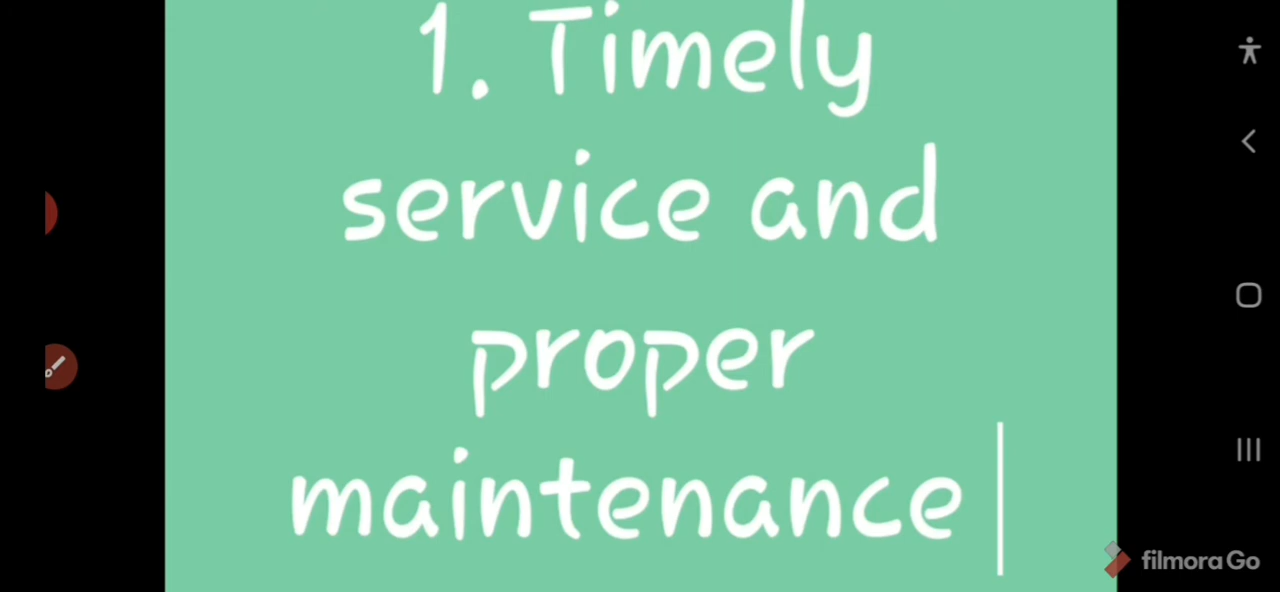 1. Timely
service and
proper
maintenance
filmora Go